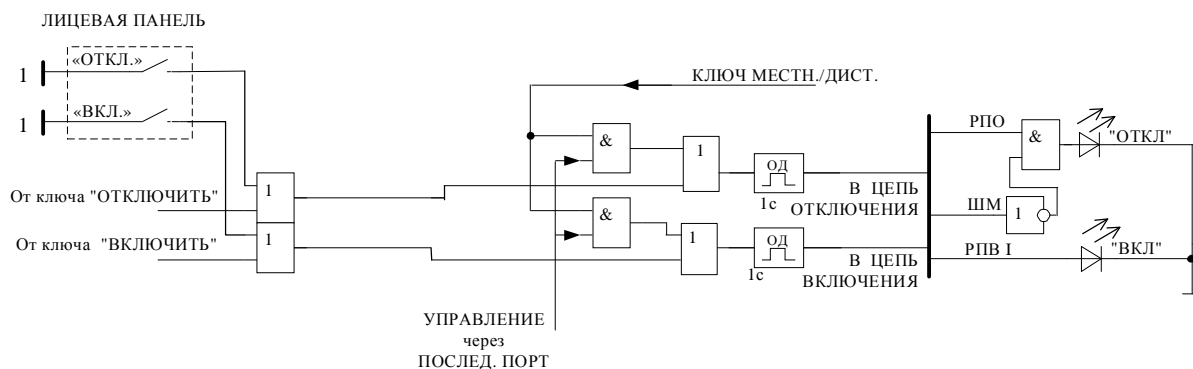 ЛИЦЕВАЯ ПАНЕЛЬ
«ОТКЛ.»
1
«ВКЛ.»
1
КЛЮЧ МЕСТН./ДИСТ.
От ключа "ОТКЛЮЧИТЬ"
1
От ключа "ВКЛЮЧИТЬ"
1
&
1
ОД
1с
В ЦЕПЬ
ОТКЛЮЧЕНИЯ
&
1
ОД
1с
В ЦЕПЬ
ВКЛЮЧЕНИЯ
УПРАВЛЕНИЕ
через
ПОСЛЕД. ПОРТ
РПО
&
"ОТКЛ"
ШМ
1
РПВ I
"ВКЛ"